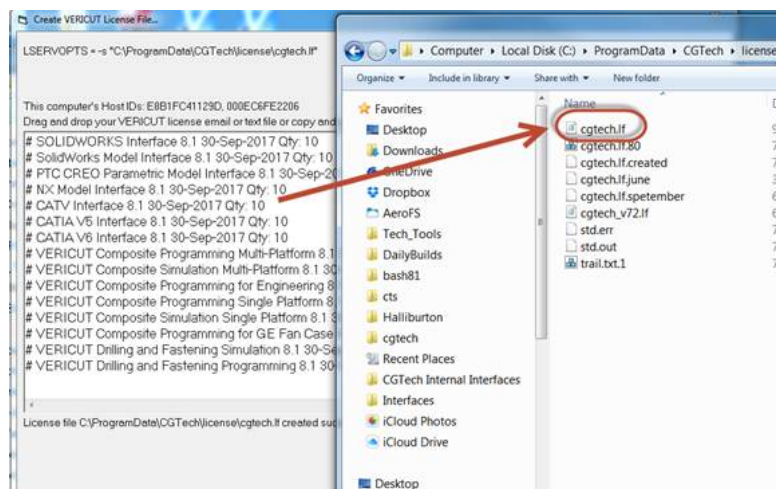 Create VERICUT License File...
LSERVOPTS = -s "C:\ProgramData\CGTech\license\cgtech.lf"
This computer's Host IDs: E8B1FC41129D, 000EC6FE2206
Drag and drop your VERICUT license email or text file or copy and
# SOLIDWORKS Interface 8.1 30-Sep-2017 Qty: 10
# SolidWorks Model Interface 8.1 30-Sep-2017 Qty: 10
# PTC CREO Parametric Model Interface 8.1 30-Sep-20
# NX Model Interface 8.1 30-Sep-2017 Qty: 10
# CATV Interface 8.1 30-Sep-2017 Qty: 10
# CATIA V5 Interface 8.1 30-Sep-2017 Qty: 10
# CATIA V6 Interface 8.1 30-Sep-2017 Qty: 10
# VERICUT Composite Programming Multi-Platform 8.1
# VERICUT Composite Simulation Multi-Platform 8.1 30
# VERICUT Composite Programming for Engineering 8
# VERICUT Composite Programming Single Platform 8
# VERICUT Composite Simulation Single Platform 8.1 3
# VERICUT Composite Programming for GE Fan Case
# VERICUT Drilling and Fastening Simulation 8.1 30-Se
# VERICUT Drilling and Fastening Programming 8.1 30-
License file C:\ProgramData\CGTech\license\cgtech.lf created suc
Computer Local Disk (C:) ProgramData CGTech license
Organize Include in library Share with New folder
Favorites
Desktop
Downloads
OneDrive
Dropbox
AeroFS
Tech_Tools
DailyBuilds
bash81
cts
Halliburton
cgtech
Recent Places
CGTech Internal Interfaces
Interfaces
iCloud Photos
iCloud Drive
Desktop
Name
cgtech.lf
cgtech.lf.80
cgtech.lf.created
cgtech.lf.june
cgtech.lf.spetember
cgtech_v72.lf
std.err
std.out
trail.txt.1